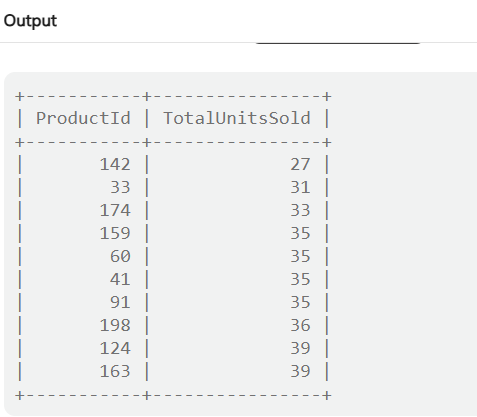 Output
+-----------+----------------+
| ProductId | TotalUnitsSold |
+-----------+----------------+
|       142 |             27 |
|        33 |             31 |
|       174 |             33 |
|       159 |             35 |
|        60 |             35 |
|        41 |             35 |
|        91 |             35 |
|       198 |             36 |
|       124 |             39 |
|       163 |             39 |
+-----------+----------------+